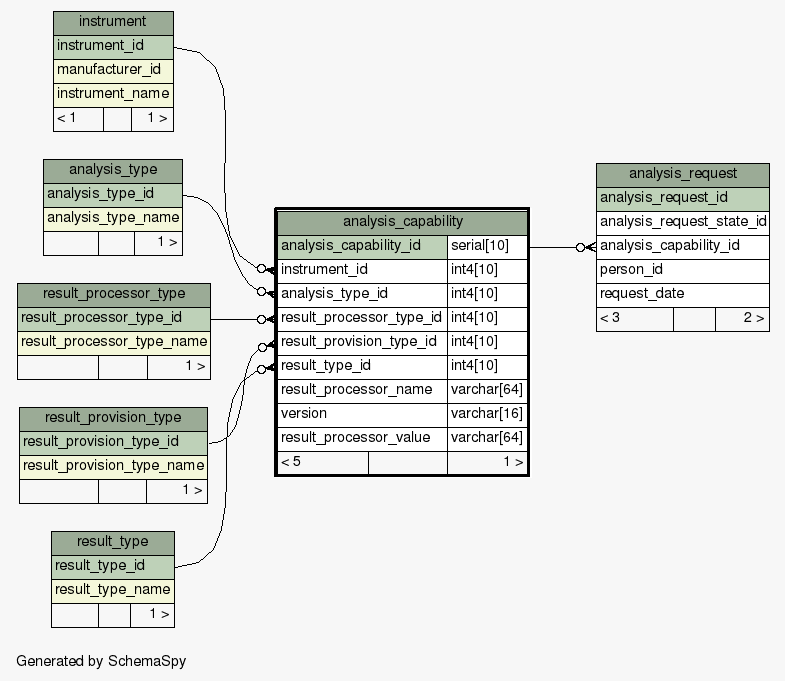 instrument
instrument_id
manufacturer_id
instrument_name
< 1 1 >
analysis_type
analysis_type_id
analysis_type_name
1 >
result_processor_type
result_processor_type_id
result_processor_type_name
1 >
result_provision_type
result_provision_type_id
result_provision_type_name
1 >
result_type
result_type_id
result_type_name
1 >
analysis_capability
analysis_capability_id serial[10]
instrument_id int4[10]
analysis_type_id int4[10]
result_processor_type_id int4[10]
result_provision_type_id int4[10]
result_type_id int4[10]
result_processor_name varchar[64]
version varchar[16]
result_processor_value varchar[64]
< 5 1 >
analysis_request
analysis_request_id
analysis_request_state_id
analysis_capability_id
person_id
request_date
< 3 2 >
Generated by SchemaSpy